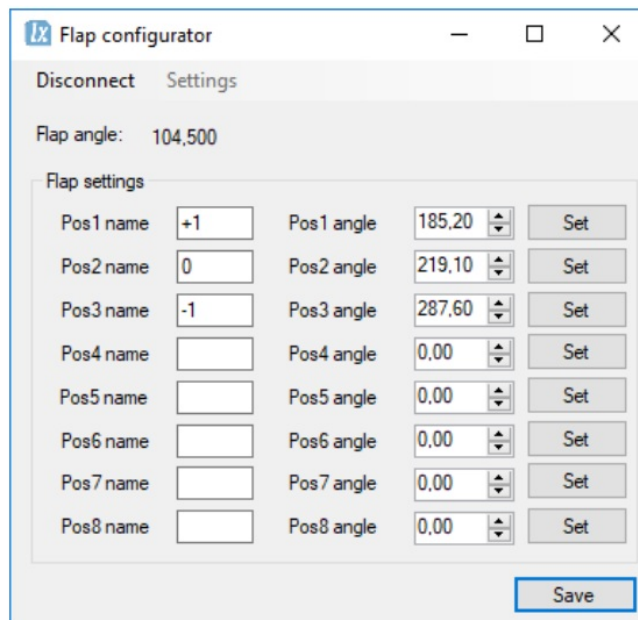 lx Flap configurator
Disconnect Settings
Flap angle: 104,500
Flap settings
Pos1 name +1 Pos1 angle 185,20 Set
Pos2 name 0 Pos2 angle 219,10 Set
Pos3 name -1 Pos3 angle 287,60 Set
Pos4 name Pos4 angle 0,00 Set
Pos5 name Pos5 angle 0,00 Set
Pos6 name Pos6 angle 0,00 Set
Pos7 name Pos7 angle 0,00 Set
Pos8 name Pos8 angle 0,00 Set
Save